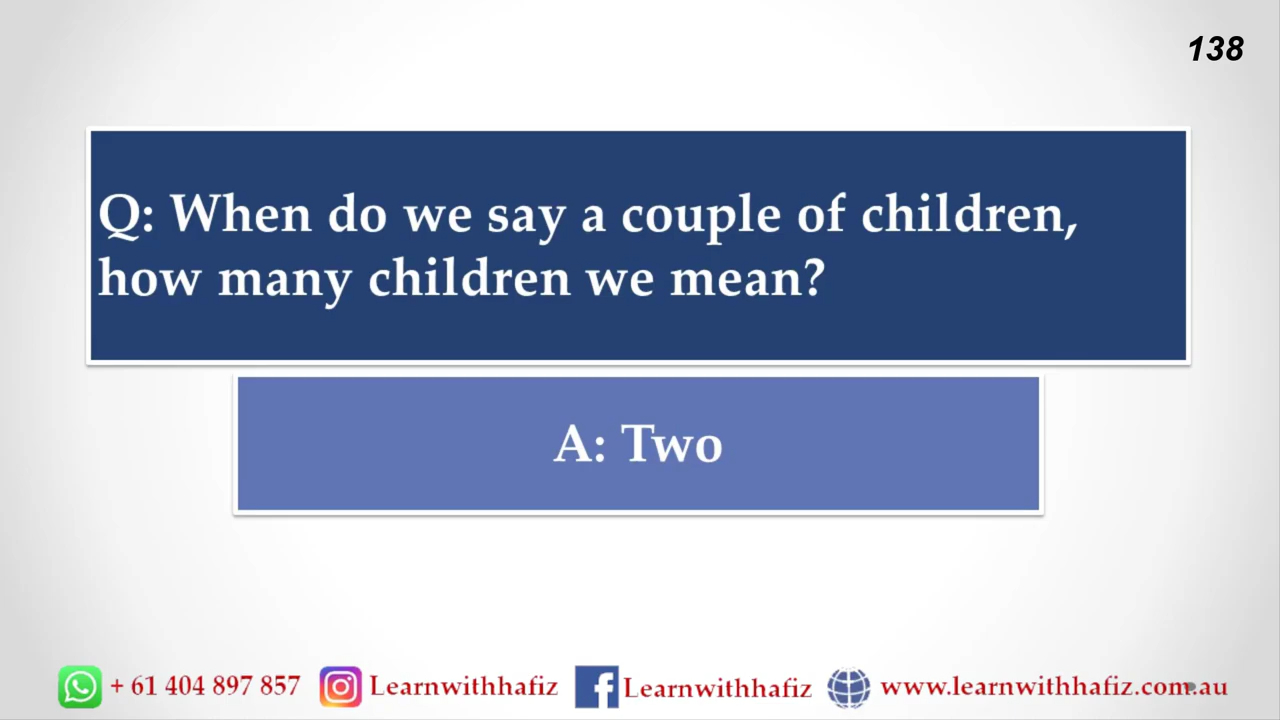 138
Q: When do we say a couple of children,
how many children we mean?
A: Two
+ 61 404 897 857 Learnwithhafiz Learnwithhafiz www.learnwithhafiz.com.au